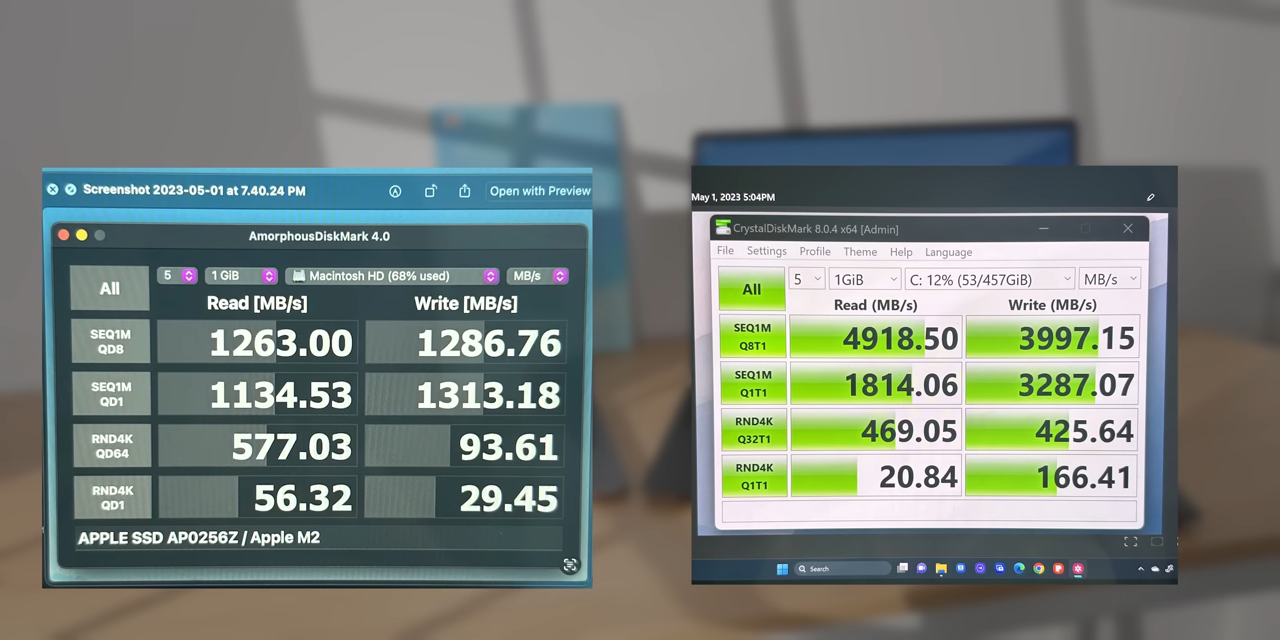 Screenshot 2023-05-01 at 7.40.24 PM
Open with Preview
AmorphousDiskMark 4.0
All
5
1 GiB
Macintosh HD (68% used)
MB/s
Read [MB/s]
Write [MB/s]
SEQ1M
QD8
1263.00
1286.76
SEQ1M
QD1
1134.53
1313.18
RND4K
QD64
577.03
93.61
RND4K
QD1
56.32
29.45
APPLE SSD AP0256Z / Apple M2
May 1, 2023 5:04PM
CrystalDiskMark 8.0.4 x64 [Admin]
File Settings Profile Theme Help Language
All
5
1GiB
C: 12% (53/457GiB)
MB/s
Read (MB/s)
Write (MB/s)
SEQ1M
Q8T1
4918.50
3997.15
SEQ1M
Q1T1
1814.06
3287.07
RND4K
Q32T1
469.05
425.64
RND4K
Q1T1
20.84
166.41
Search